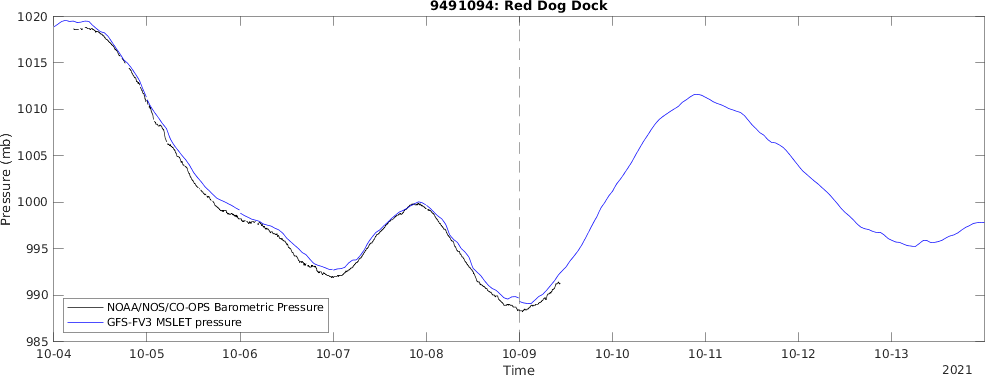 9491094: Red Dog Dock
Pressure (mb)
1020
1015
1010
1005
1000
995
990
985
NOAA/NOS/CO-OPS Barometric Pressure
GFS-FV3 MSLET pressure
10-04 10-05 10-06 10-07 10-08 10-09 10-10 10-11 10-12 10-13
Time
2021